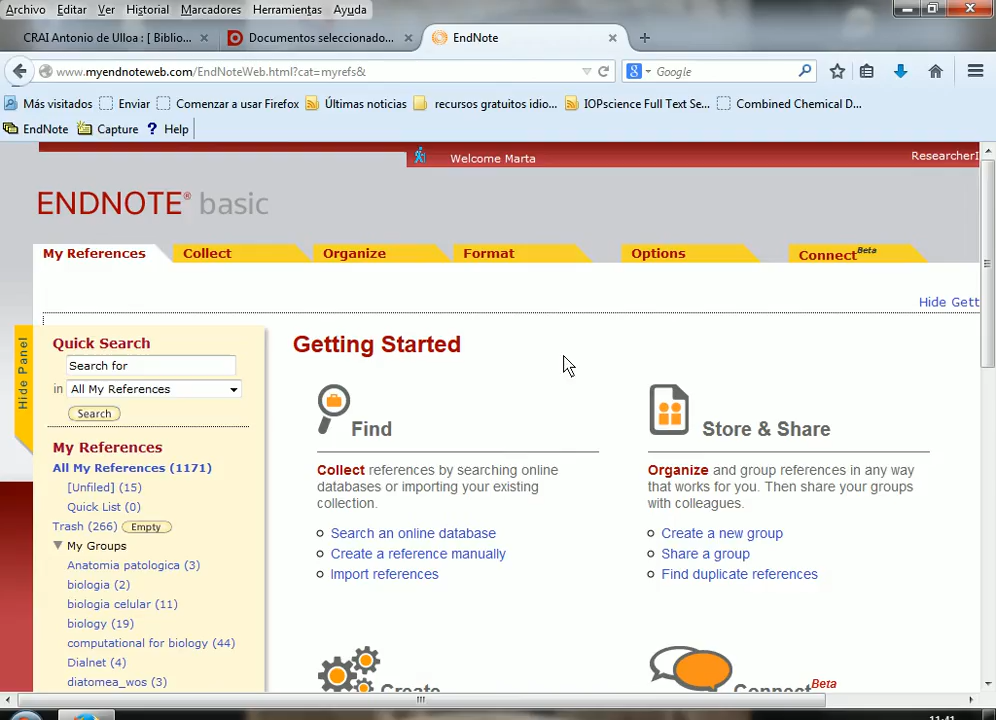 Archivo Editar Ver Historial Marcadores Herramientas Ayuda
CRAI Antonio de Ulloa : [ Biblio... Documentos seleccionado... EndNote
www.myendnoteweb.com/EndNoteWeb.html?cat=myrefs& Google
Más visitados Enviar Comenzar a usar Firefox Últimas noticias recursos gratuitos idio... IOPscience Full Text Se... Combined Chemical D...
EndNote Capture Help
Welcome Marta ResearcherI
ENDNOTE® basic
My References Collect Organize Format Options Connect Beta
Hide Gett
Hide Panel
Quick Search
Search for
in All My References
Search
My References
All My References (1171)
[Unfiled] (15)
Quick List (0)
Trash (266) Empty
My Groups
Anatomia patologica (3)
biologia (2)
biologia celular (11)
biology (19)
computational for biology (44)
Dialnet (4)
diatomea_wos (3)
Getting Started
Find
Collect references by searching online
databases or importing your existing
collection.
Search an online database
Create a reference manually
Import references
Store & Share
Organize and group references in any way
that works for you. Then share your groups
with colleagues.
Create a new group
Share a group
Find duplicate references
Create
Connect Beta
11:41